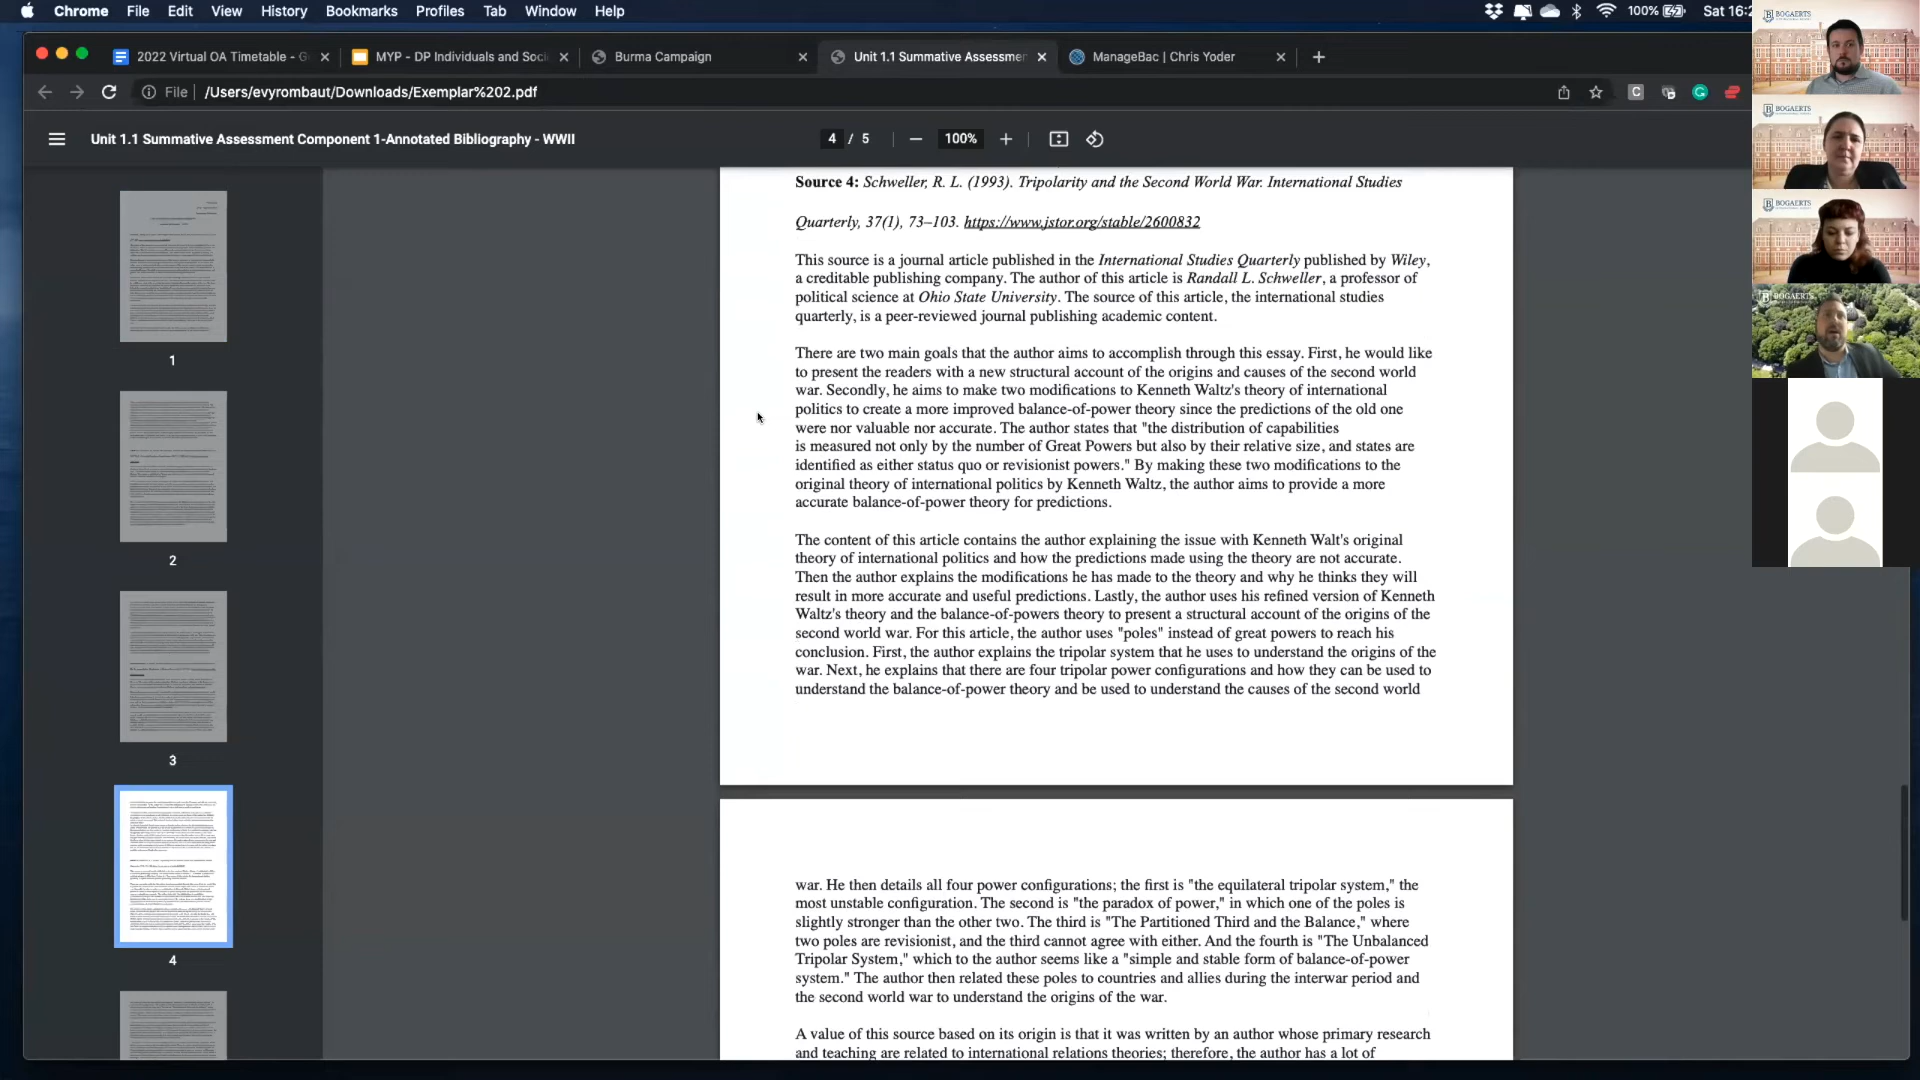 Chrome File Edit View History Bookmarks Profiles Tab Window Help 100% Sat 16:2
2022 Virtual OA Timetable - G
MYP - DP Individuals and Soci
Burma Campaign
Unit 1.1 Summative Assessmen
ManageBac | Chris Yoder
File | /Users/evyrombaut/Downloads/Exemplar%202.pdf
Unit 1.1 Summative Assessment Component 1-Annotated Bibliography - WWII
4 / 5
100%
1
2
3
4
Source 4: Schweller, R. L. (1993). Tripolarity and the Second World War. International Studies
Quarterly, 37(1), 73–103. https://www.jstor.org/stable/2600832
This source is a journal article published in the International Studies Quarterly published by Wiley,
a creditable publishing company. The author of this article is Randall L. Schweller, a professor of
political science at Ohio State University. The source of this article, the international studies
quarterly, is a peer-reviewed journal publishing academic content.
There are two main goals that the author aims to accomplish through this essay. First, he would like
to present the readers with a new structural account of the origins and causes of the second world
war. Secondly, he aims to make two modifications to Kenneth Waltz's theory of international
politics to create a more improved balance-of-power theory since the predictions of the old one
were nor valuable nor accurate. The author states that "the distribution of capabilities
is measured not only by the number of Great Powers but also by their relative size, and states are
identified as either status quo or revisionist powers." By making these two modifications to the
original theory of international politics by Kenneth Waltz, the author aims to provide a more
accurate balance-of-power theory for predictions.
The content of this article contains the author explaining the issue with Kenneth Walt's original
theory of international politics and how the predictions made using the theory are not accurate.
Then the author explains the modifications he has made to the theory and why he thinks they will
result in more accurate and useful predictions. Lastly, the author uses his refined version of Kenneth
Waltz's theory and the balance-of-powers theory to present a structural account of the origins of the
second world war. For this article, the author uses "poles" instead of great powers to reach his
conclusion. First, the author explains the tripolar system that he uses to understand the origins of the
war. Next, he explains that there are four tripolar power configurations and how they can be used to
understand the balance-of-power theory and be used to understand the causes of the second world
war. He then details all four power configurations; the first is "the equilateral tripolar system," the
most unstable configuration. The second is "the paradox of power," in which one of the poles is
slightly stronger than the other two. The third is "The Partitioned Third and the Balance," where
two poles are revisionist, and the third cannot agree with either. And the fourth is "The Unbalanced
Tripolar System," which to the author seems like a "simple and stable form of balance-of-power
system." The author then related these poles to countries and allies during the interwar period and
the second world war to understand the origins of the war.
A value of this source based on its origin is that it was written by an author whose primary research
and teaching are related to international relations theories; therefore, the author has a lot of
BOGAERTS
BOGAERTS
BOGAERTS
BOGAERTS